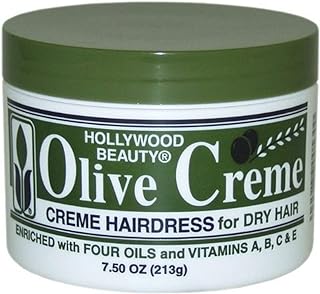 HOLLYWOOD
BEAUTY®
Olive Creme
CREME HAIRDRESS for DRY HAIR
ENRICHED with FOUR OILS and VITAMINS A, B, C & E
7.50 OZ (213g)